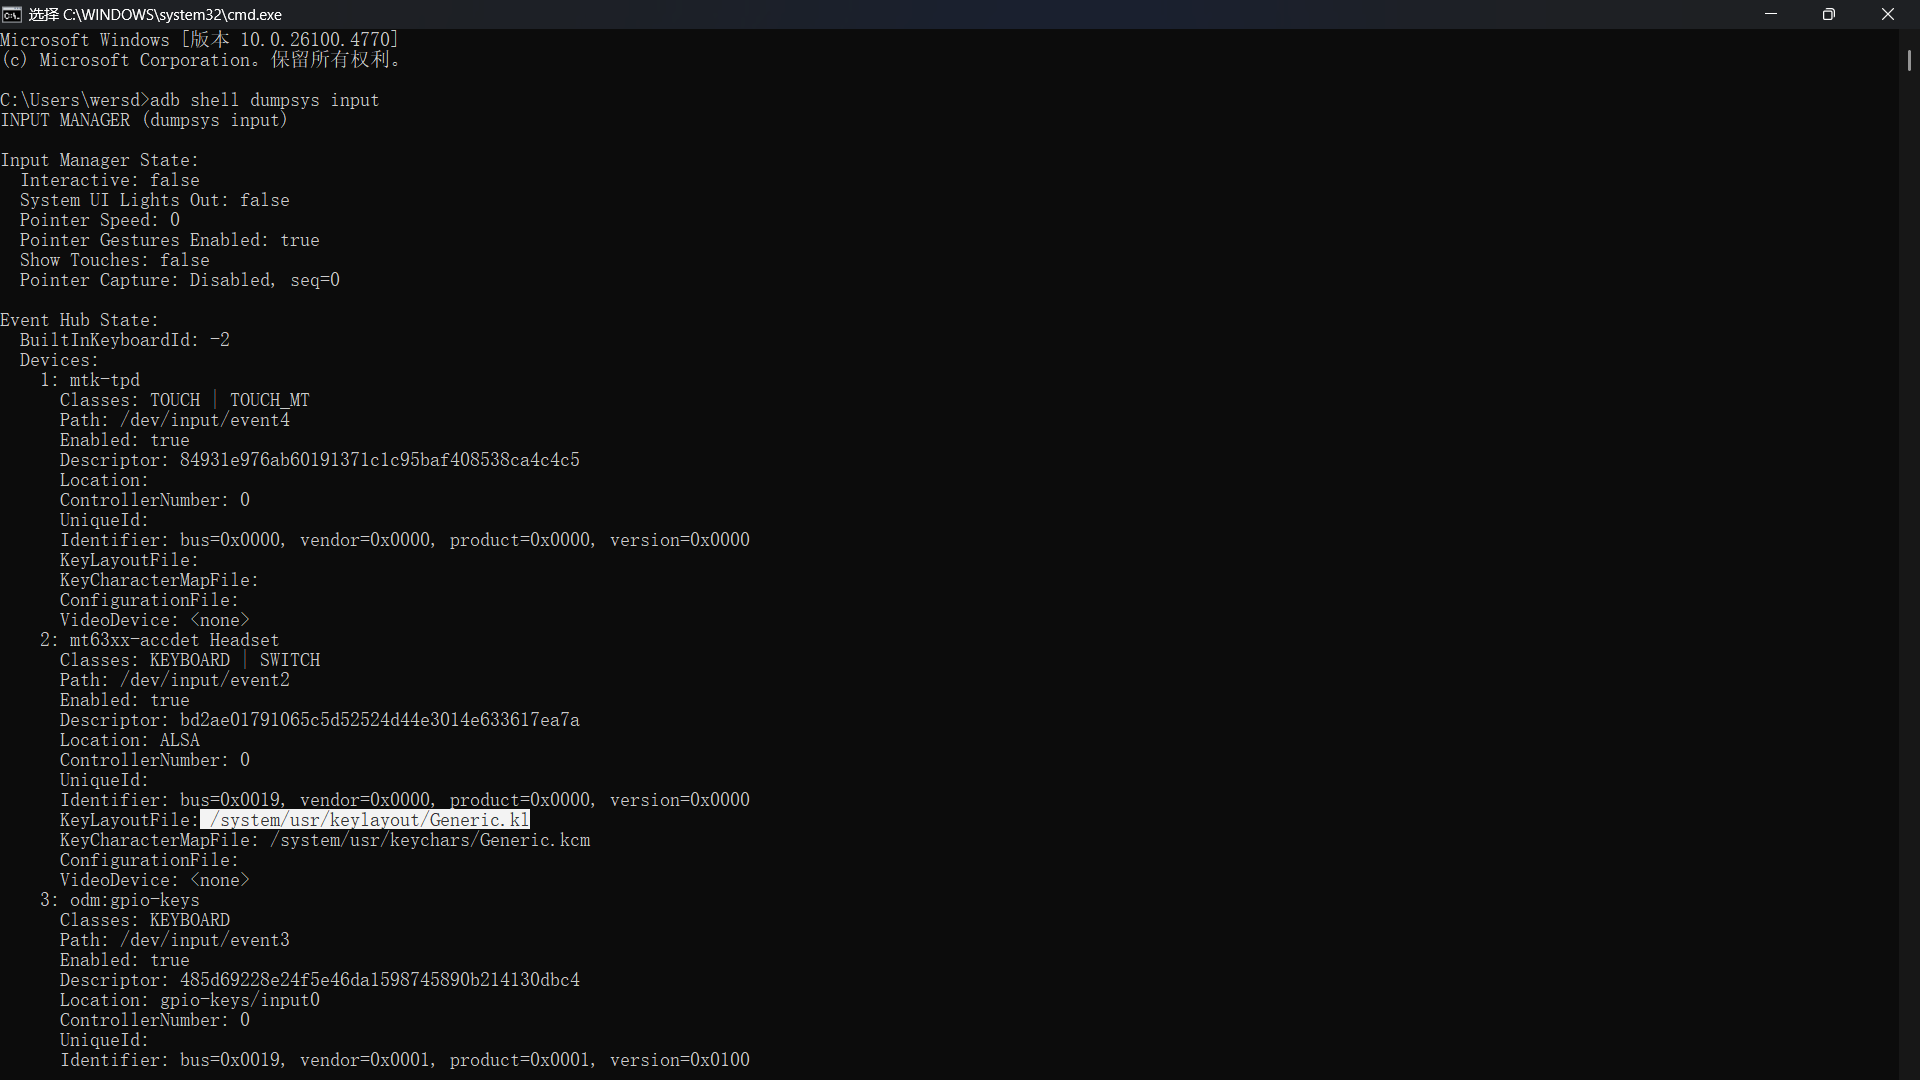 选择 C:\WINDOWS\system32\cmd.exe
Microsoft Windows [版本 10.0.26100.4770]
(c) Microsoft Corporation。保留所有权利。
C:\Users\wersd>adb shell dumpsys input
INPUT MANAGER (dumpsys input)
Input Manager State:
Interactive: false
System UI Lights Out: false
Pointer Speed: 0
Pointer Gestures Enabled: true
Show Touches: false
Pointer Capture: Disabled, seq=0
Event Hub State:
BuiltInKeyboardId: -2
Devices:
1: mtk-tpd
Classes: TOUCH | TOUCH_MT
Path: /dev/input/event4
Enabled: true
Descriptor: 84931e976ab60191371c1c95baf408538ca4c4c5
Location:
ControllerNumber: 0
UniqueId:
Identifier: bus=0x0000, vendor=0x0000, product=0x0000, version=0x0000
KeyLayoutFile:
KeyCharacterMapFile:
ConfigurationFile:
VideoDevice: <none>
2: mt63xx-accdet Headset
Classes: KEYBOARD | SWITCH
Path: /dev/input/event2
Enabled: true
Descriptor: bd2ae01791065c5d52524d44e3014e633617ea7a
Location: ALSA
ControllerNumber: 0
UniqueId:
Identifier: bus=0x0019, vendor=0x0000, product=0x0000, version=0x0000
KeyLayoutFile: /system/usr/keylayout/Generic.kl
KeyCharacterMapFile: /system/usr/keychars/Generic.kcm
ConfigurationFile:
VideoDevice: <none>
3: odm:gpio-keys
Classes: KEYBOARD
Path: /dev/input/event3
Enabled: true
Descriptor: 485d69228e24f5e46da1598745890b214130dbc4
Location: gpio-keys/input0
ControllerNumber: 0
UniqueId:
Identifier: bus=0x0019, vendor=0x0001, product=0x0001, version=0x0100